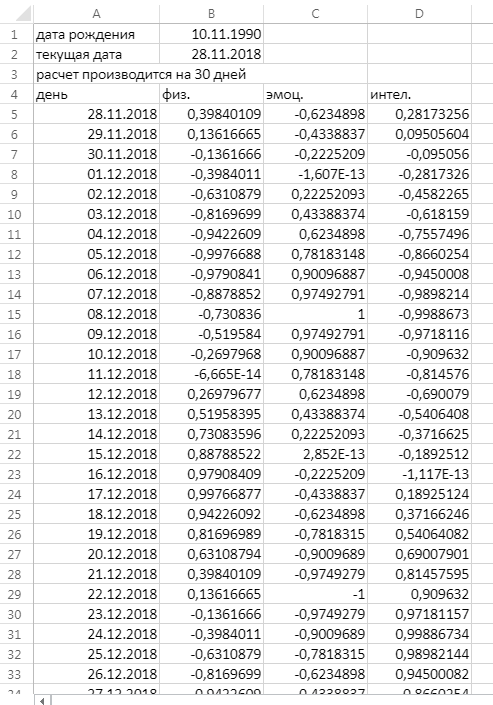 A B C D
1 дата рождения 10.11.1990
2 текущая дата 28.11.2018
3 расчет производится на 30 дней
4 день физ. эмоц. интел.
5 28.11.2018 0,39840109 -0,6234898 0,28173256
6 29.11.2018 0,13616665 -0,4338837 0,09505604
7 30.11.2018 -0,1361666 -0,2225209 -0,095056
8 01.12.2018 -0,3984011 -1,607E-13 -0,2817326
9 02.12.2018 -0,6310879 0,22252093 -0,4582265
10 03.12.2018 -0,8169699 0,43388374 -0,618159
11 04.12.2018 -0,9422609 0,6234898 -0,7557496
12 05.12.2018 -0,9976688 0,78183148 -0,8660254
13 06.12.2018 -0,9790841 0,90096887 -0,9450008
14 07.12.2018 -0,8878852 0,97492791 -0,9898214
15 08.12.2018 -0,730836 1 -0,9988673
16 09.12.2018 -0,519584 0,97492791 -0,9718116
17 10.12.2018 -0,2697968 0,90096887 -0,909632
18 11.12.2018 -6,665E-14 0,78183148 -0,814576
19 12.12.2018 0,26979677 0,6234898 -0,690079
20 13.12.2018 0,51958395 0,43388374 -0,5406408
21 14.12.2018 0,73083596 0,22252093 -0,3716625
22 15.12.2018 0,88788522 2,852E-13 -0,1892512
23 16.12.2018 0,97908409 -0,2225209 -1,117E-13
24 17.12.2018 0,99766877 -0,4338837 0,18925124
25 18.12.2018 0,94226092 -0,6234898 0,37166246
26 19.12.2018 0,81696989 -0,7818315 0,54064082
27 20.12.2018 0,63108794 -0,9009689 0,69007901
28 21.12.2018 0,39840109 -0,9749279 0,81457595
29 22.12.2018 0,13616665 -1 0,909632
30 23.12.2018 -0,1361666 -0,9749279 0,97181157
31 24.12.2018 -0,3984011 -0,9009689 0,99886734
32 25.12.2018 -0,6310879 -0,7818315 0,98982144
33 26.12.2018 -0,8169699 -0,6234898 0,94500082
34 27.12.2018 -0,9422609 -0,4338837 0,8660254